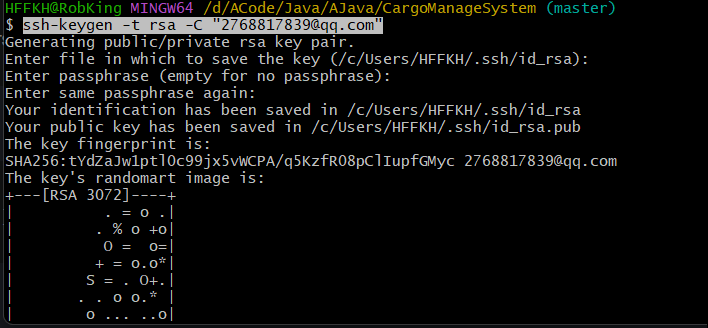 HFFKH@RobKing MINGW64 /d/ACode/Java/AJava/CargoManageSystem (master)
$ ssh-keygen -t rsa -C "2768817839@qq.com"
Generating public/private rsa key pair.
Enter file in which to save the key (/c/Users/HFFKH/.ssh/id_rsa):
Enter passphrase (empty for no passphrase):
Enter same passphrase again:
Your identification has been saved in /c/Users/HFFKH/.ssh/id_rsa
Your public key has been saved in /c/Users/HFFKH/.ssh/id_rsa.pub
The key fingerprint is:
SHA256:tYdZaJw1ptlOc99jx5vWCPA/q5KzfR08pClIupfGMyc 2768817839@qq.com
The key's randomart image is:
+---[RSA 3072]----+
|          . = o .|
|         . % o +o|
|          O =  o=|
|         + = o.o*|
|        S = . O+.|
|       . . o o.* |
|        o ... ..o|